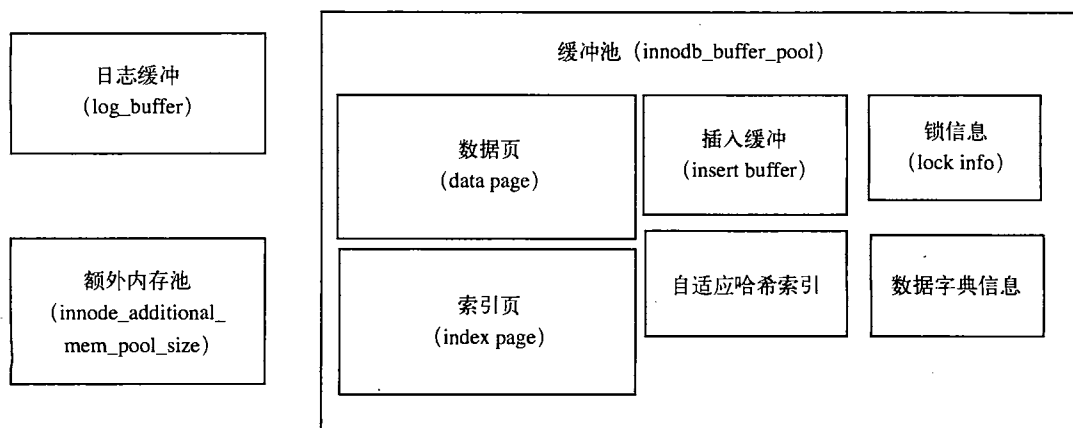 日志缓冲
(log_buffer)
额外内存池
(innode_additional_
mem_pool_size)
缓冲池（innodb_buffer_pool）
数据页
(data page)
插入缓冲
(insert buffer)
锁信息
(lock info)
索引页
(index page)
自适应哈希索引
数据字典信息